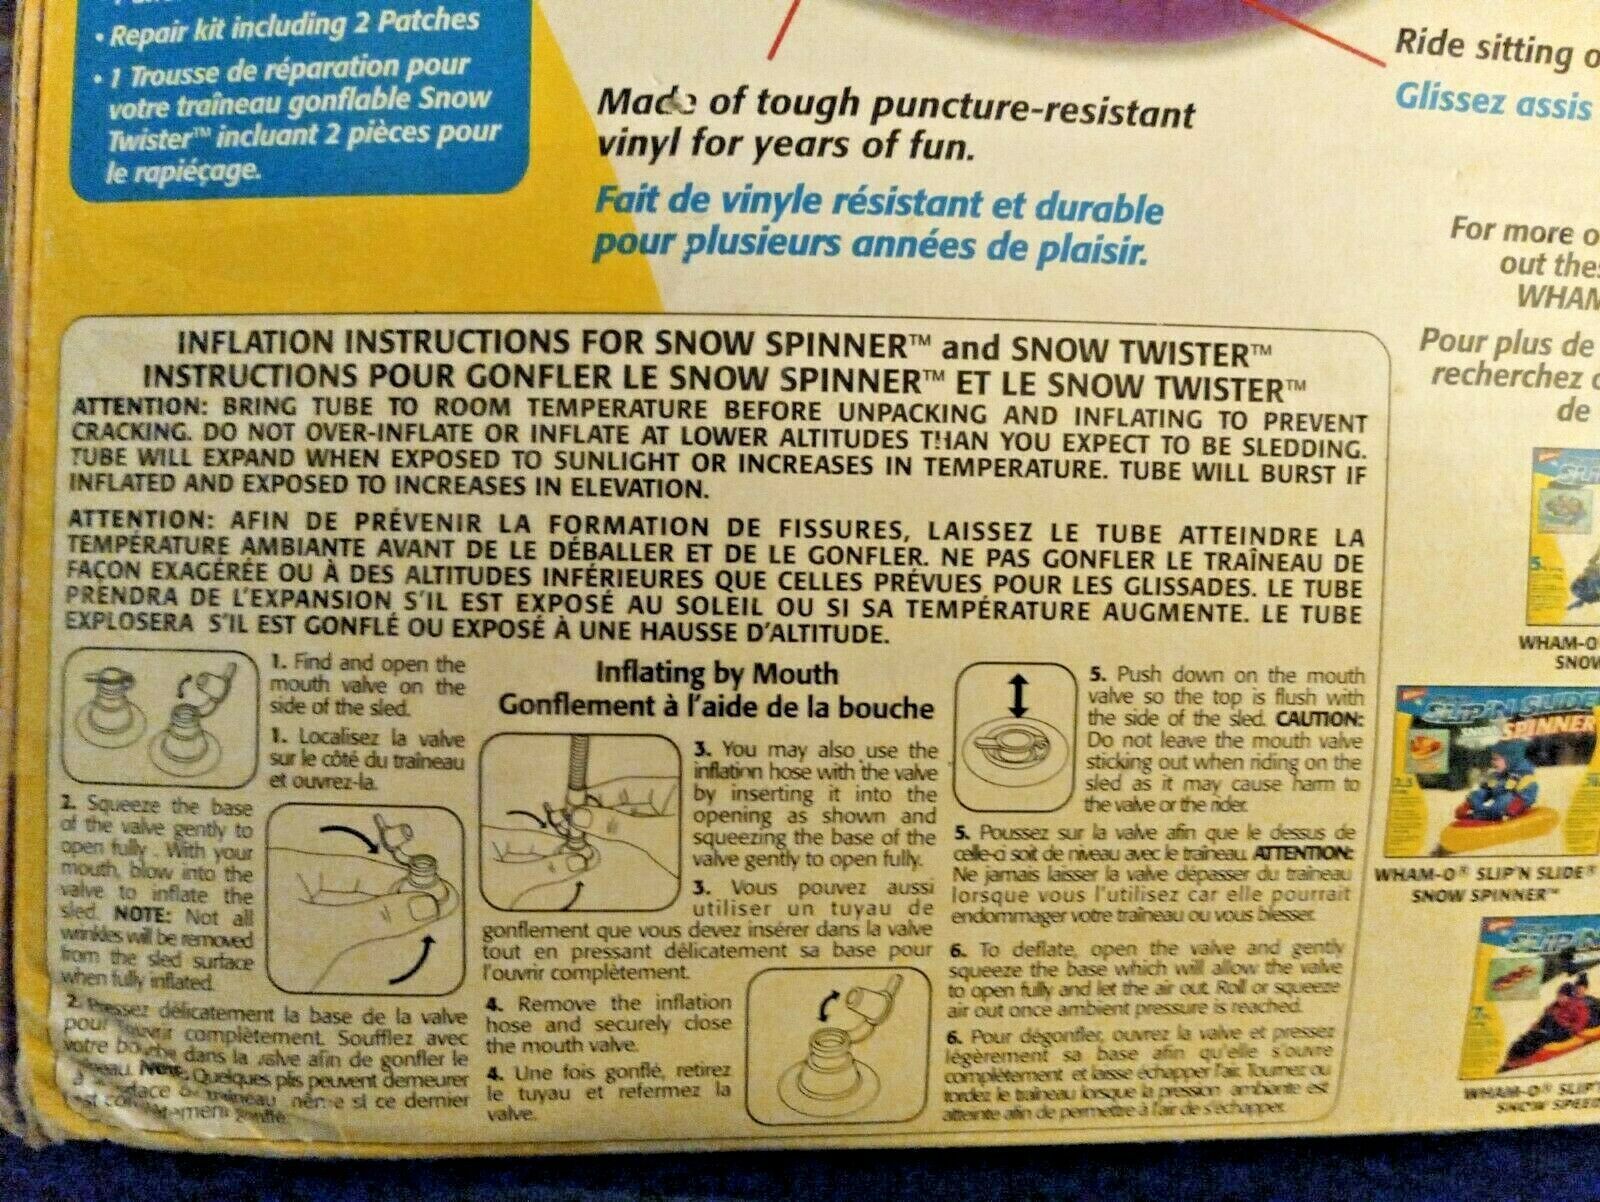 • Repair kit including 2 Patches
• 1 Trousse de réparation pour
votre traîneau gonflable Snow
Twister™ incluant 2 pièces pour
le rapiéçage.
Made of tough puncture-resistant
vinyl for years of fun.
Fait de vinyle résistant et durable
pour plusieurs années de plaisir.
Ride sitting
Glissez assis
For more
out
WHAM
Pour plus de
recherchez
de
INFLATION INSTRUCTIONS FOR SNOW SPINNER™ and SNOW TWISTER™
INSTRUCTIONS POUR GONFLER LE SNOW SPINNER™ ET LE SNOW TWISTER™
ATTENTION: BRING TUBE TO ROOM TEMPERATURE BEFORE UNPACKING AND INFLATING TO PREVENT
CRACKING. DO NOT OVER-INFLATE OR INFLATE AT LOWER ALTITUDES THAN YOU EXPECT TO BE SLEDDING.
TUBE WILL EXPAND WHEN EXPOSED TO SUNLIGHT OR INCREASES IN TEMPERATURE. TUBE WILL BURST IF
INFLATED AND EXPOSED TO INCREASES IN ELEVATION.
ATTENTION: AFIN DE PRÉVENIR LA FORMATION DE FISSURES, LAISSEZ LE TUBE ATTEINDRE LA
TEMPÉRATURE AMBIANTE AVANT DE LE DÉBALLER ET DE LE GONFLER. NE PAS GONFLER LE TRAÎNEAU DE
FAÇON EXAGÉRÉE OU À DES ALTITUDES INFÉRIEURES QUE CELLES PRÉVUES POUR LES GLISSADES. LE TUBE
PRENDRA DE L'EXPANSION S'IL EST EXPOSÉ AU SOLEIL OU SI SA TEMPÉRATURE AUGMENTE. LE TUBE
EXPLOSERA S'IL EST GONFLÉ OU EXPOSÉ À UNE HAUSSE D'ALTITUDE.
1. Find and open the
mouth valve on the
side of the sled.
1. Localisez la valve
sur le côté du traîneau
et ouvrez-la.
2. Squeeze the base
of the valve gently to
open fully. With your
mouth, blow into the
valve to inflate the
sled. NOTE: Not all
wrinkles will be removed
from the sled surface
when fully inflated.
2. Pressez délicatement la base de la valve
pour complètement. Soufflez avec
votre bouche dans la valve afin de gonfler le
Quelques plis peuvent demeurer
si ce dernier
gonflé.
Inflating by Mouth
Gonflement à l'aide de la bouche
3. You may also use the
inflation hose with the valve
by inserting it into the
opening as shown and
squeezing the base of the
valve gently to open fully.
3. Vous pouvez aussi
utiliser un tuyau de
gonflement que vous devez insérer dans la valve
tout en pressant délicatement sa base pour
l'ouvrir complètement.
4. Remove the inflation
hose and securely close
the mouth valve.
4. Une fois gonflé, retirez
le tuyau et refermez la
valve.
5. Push down on the mouth
valve so the top is flush with
the side of the sled. CAUTION:
Do not leave the mouth valve
sticking out when riding on the
sled as it may cause harm to
the valve or the rider.
5. Poussez sur la valve afin que le dessus de
celle-ci soit de niveau avec le traîneau. ATTENTION:
Ne jamais laisser la valve dépasser du traîneau
lorsque vous l'utilisez car elle pourrait
endommager votre traîneau ou vous blesser.
6. To deflate, open the valve and gently
squeeze the base which will allow the valve
to open fully and let the air out. Roll or squeeze
air out once ambient pressure is reached.
6. Pour dégonfler, ouvrez la valve et pressez
légèrement sa base afin qu'elle s'ouvre
complètement et laisse échapper l'air. Tournez ou
tordez le traîneau lorsque la pression ambiante est
atteinte afin de permettre à l'air de s'échapper.
WHAM-O
SNOW
SLIP'N SLIDE
SPINNER
WHAM-O® SLIP'N SLIDE®
SNOW SPINNER™
SLIP'N
WHAM-O® SLIP'
SNOW SPEED